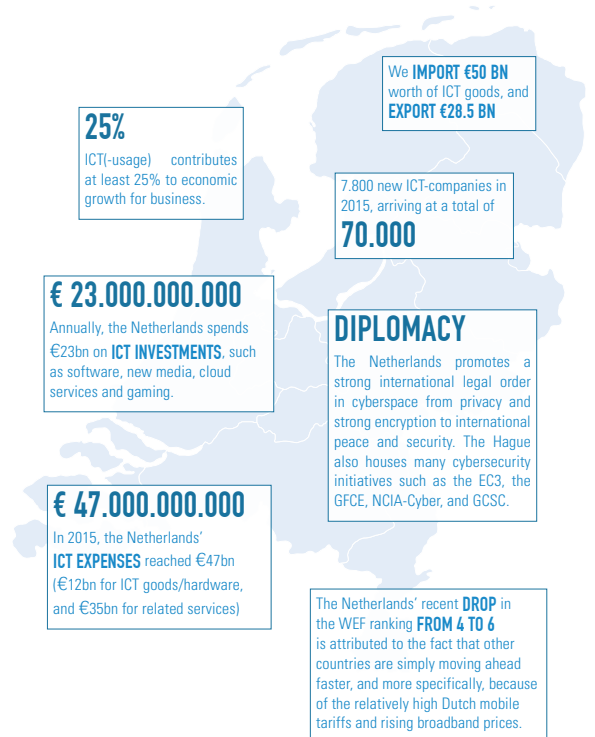 We IMPORT €50 BN
worth of ICT goods, and
EXPORT €28.5 BN
25%
ICT(-usage) contributes
at least 25% to economic
growth for business.
7.800 new ICT-companies in
2015, arriving at a total of
70.000
€ 23.000.000.000
Annually, the Netherlands spends
€23bn on ICT INVESTMENTS, such
as software, new media, cloud
services and gaming.
DIPLOMACY
The Netherlands promotes a
strong international legal order
in cyberspace from privacy and
strong encryption to international
peace and security. The Hague
also houses many cybersecurity
initiatives such as the EC3, the
GFCE, NCIA-Cyber, and GCSC.
€ 47.000.000.000
In 2015, the Netherlands'
ICT EXPENSES reached €47bn
(€12bn for ICT goods/hardware,
and €35bn for related services)
The Netherlands' recent DROP in
the WEF ranking FROM 4 TO 6
is attributed to the fact that other
countries are simply moving ahead
faster, and more specifically, because
of the relatively high Dutch mobile
tariffs and rising broadband prices.